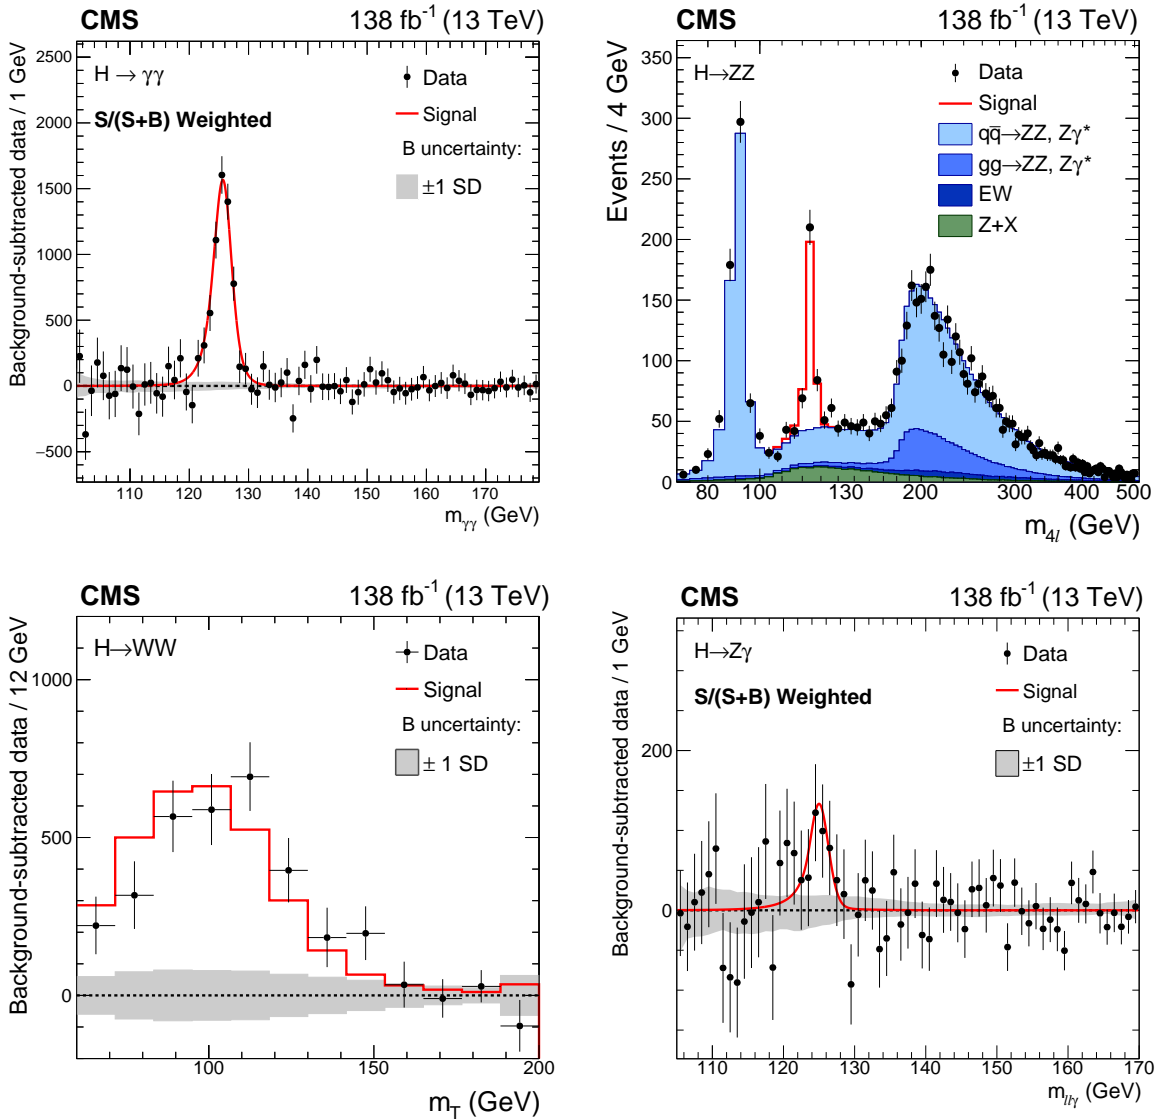 CMS 138 fb⁻¹ (13 TeV)
H → γγ
S/(S+B) Weighted
Data
Signal
B uncertainty:
±1 SD
Background-subtracted data / 1 GeV
2500
2000
1500
1000
500
0
−500
110 120 130 140 150 160 170
m_γγ (GeV)
CMS 138 fb⁻¹ (13 TeV)
H→ZZ
Data
Signal
qq̅→ZZ, Zγ*
gg→ZZ, Zγ*
EW
Z+X
Events / 4 GeV
350
300
250
200
150
100
50
0
80 100 130 200 300 400 500
m_4l (GeV)
CMS 138 fb⁻¹ (13 TeV)
H→WW
Data
Signal
B uncertainty:
± 1 SD
Background-subtracted data / 12 GeV
1000
500
0
100 150 200
m_T (GeV)
CMS 138 fb⁻¹ (13 TeV)
H→Zγ
S/(S+B) Weighted
Data
Signal
B uncertainty:
±1 SD
Background-subtracted data / 1 GeV
200
0
110 120 130 140 150 160 170
m_llγ (GeV)